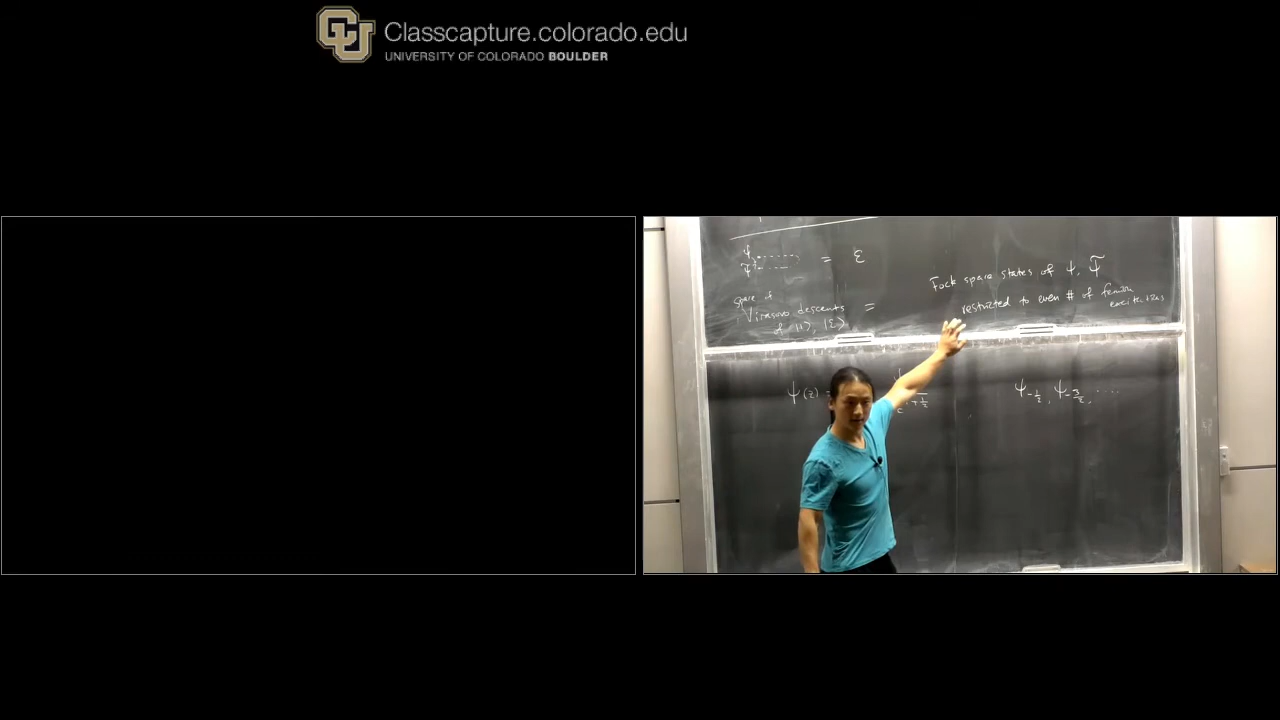 Classcapture.colorado.edu
UNIVERSITY OF COLORADO BOULDER
ψ
ψ̃ = ε
Fock space states of ψ, ψ̃
restricted to even # of fermion
excitations
Space of
Virasoro descents =
of |1⟩, |ε⟩
ψ(z) =
ψ₋½, ψ₋3/2, ....